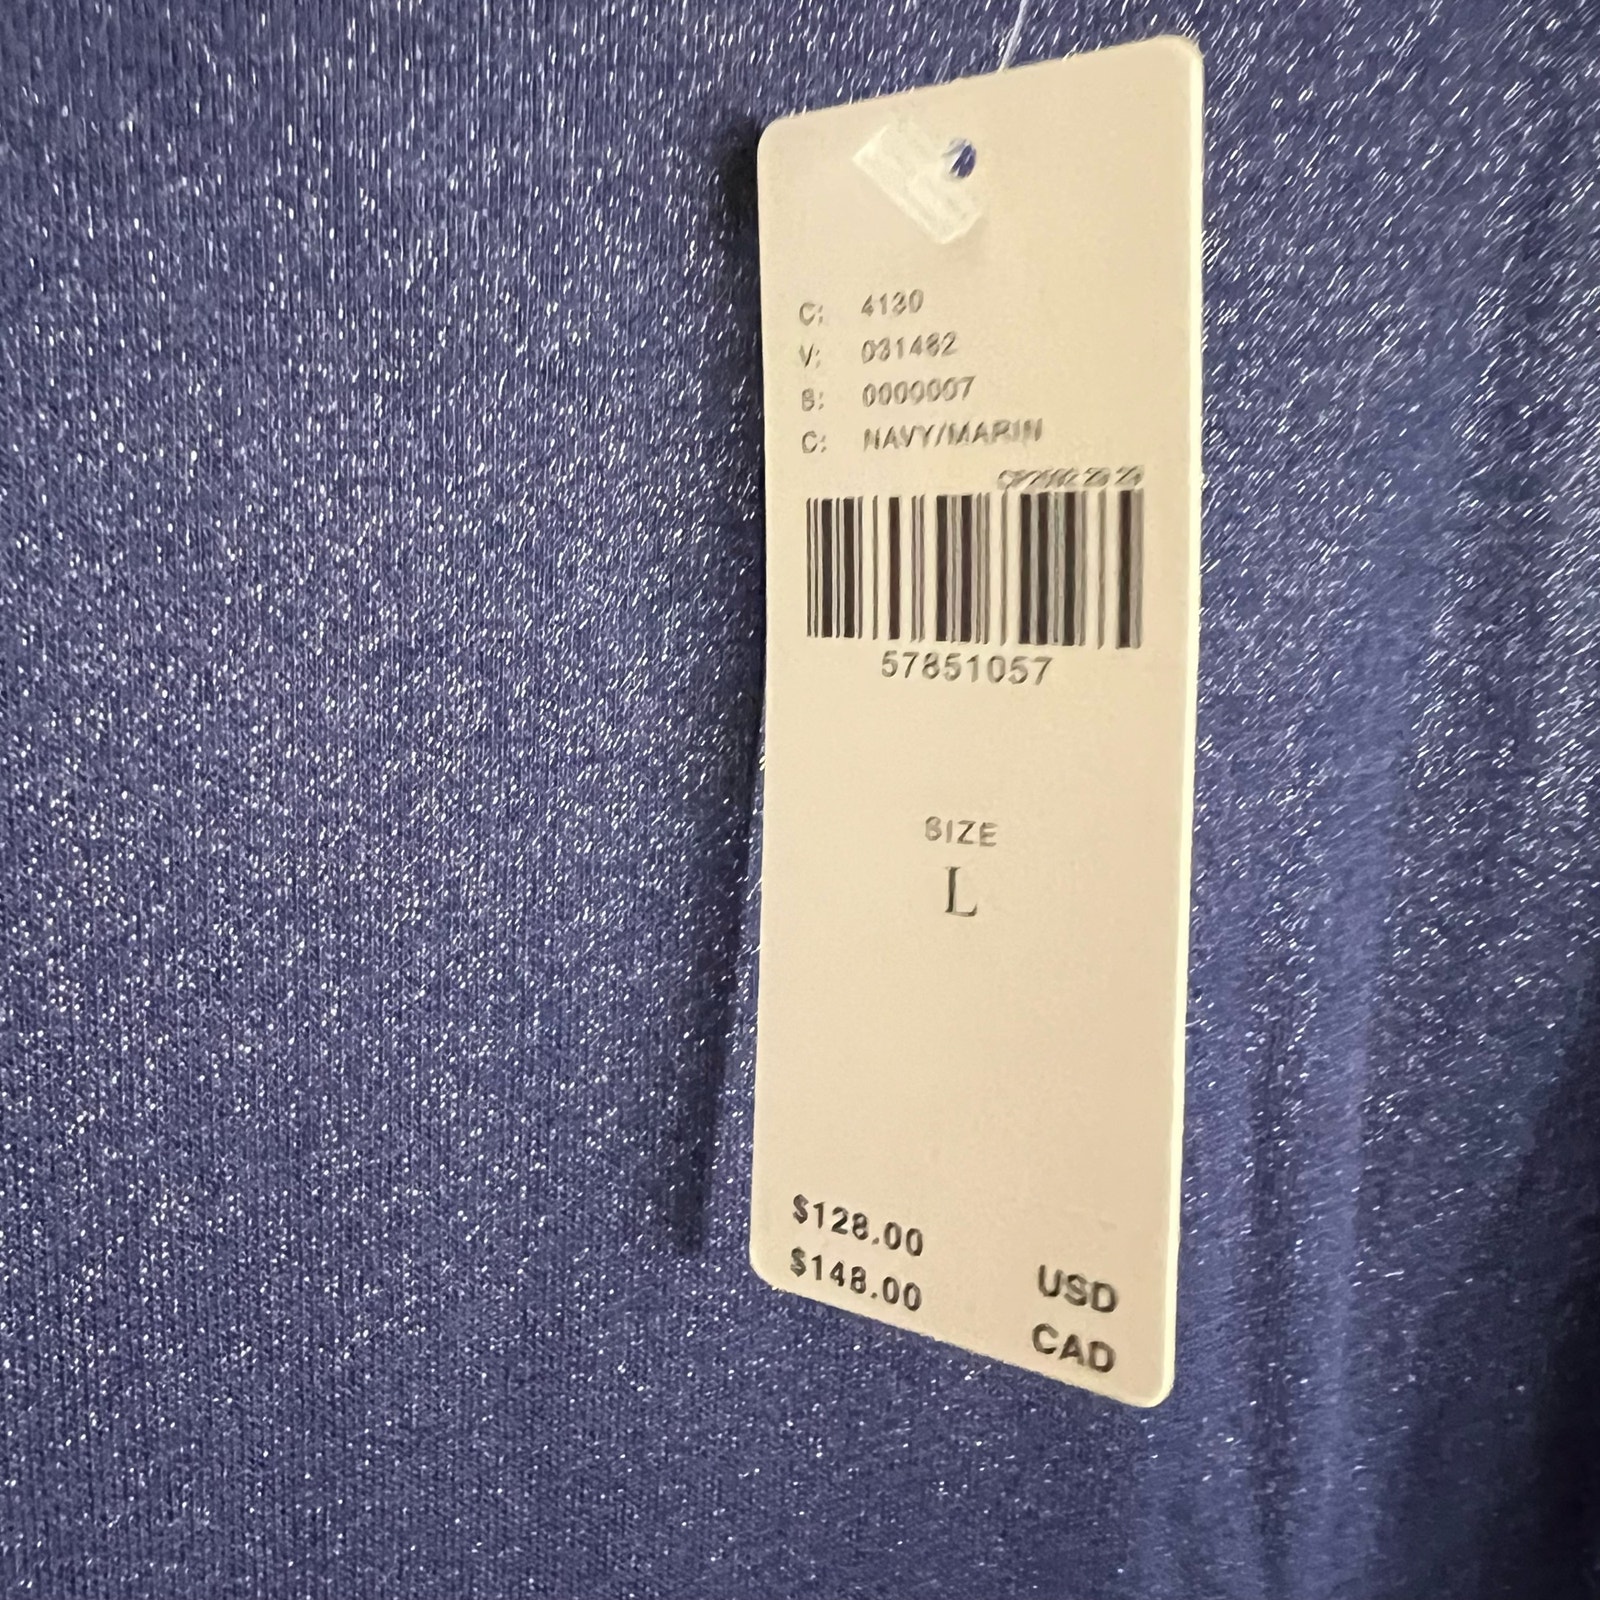 C: 4130
V: 031482
S: 0000007
C: NAVY/MARIN
57851057
SIZE
L
$128.00 USD
$148.00 CAD